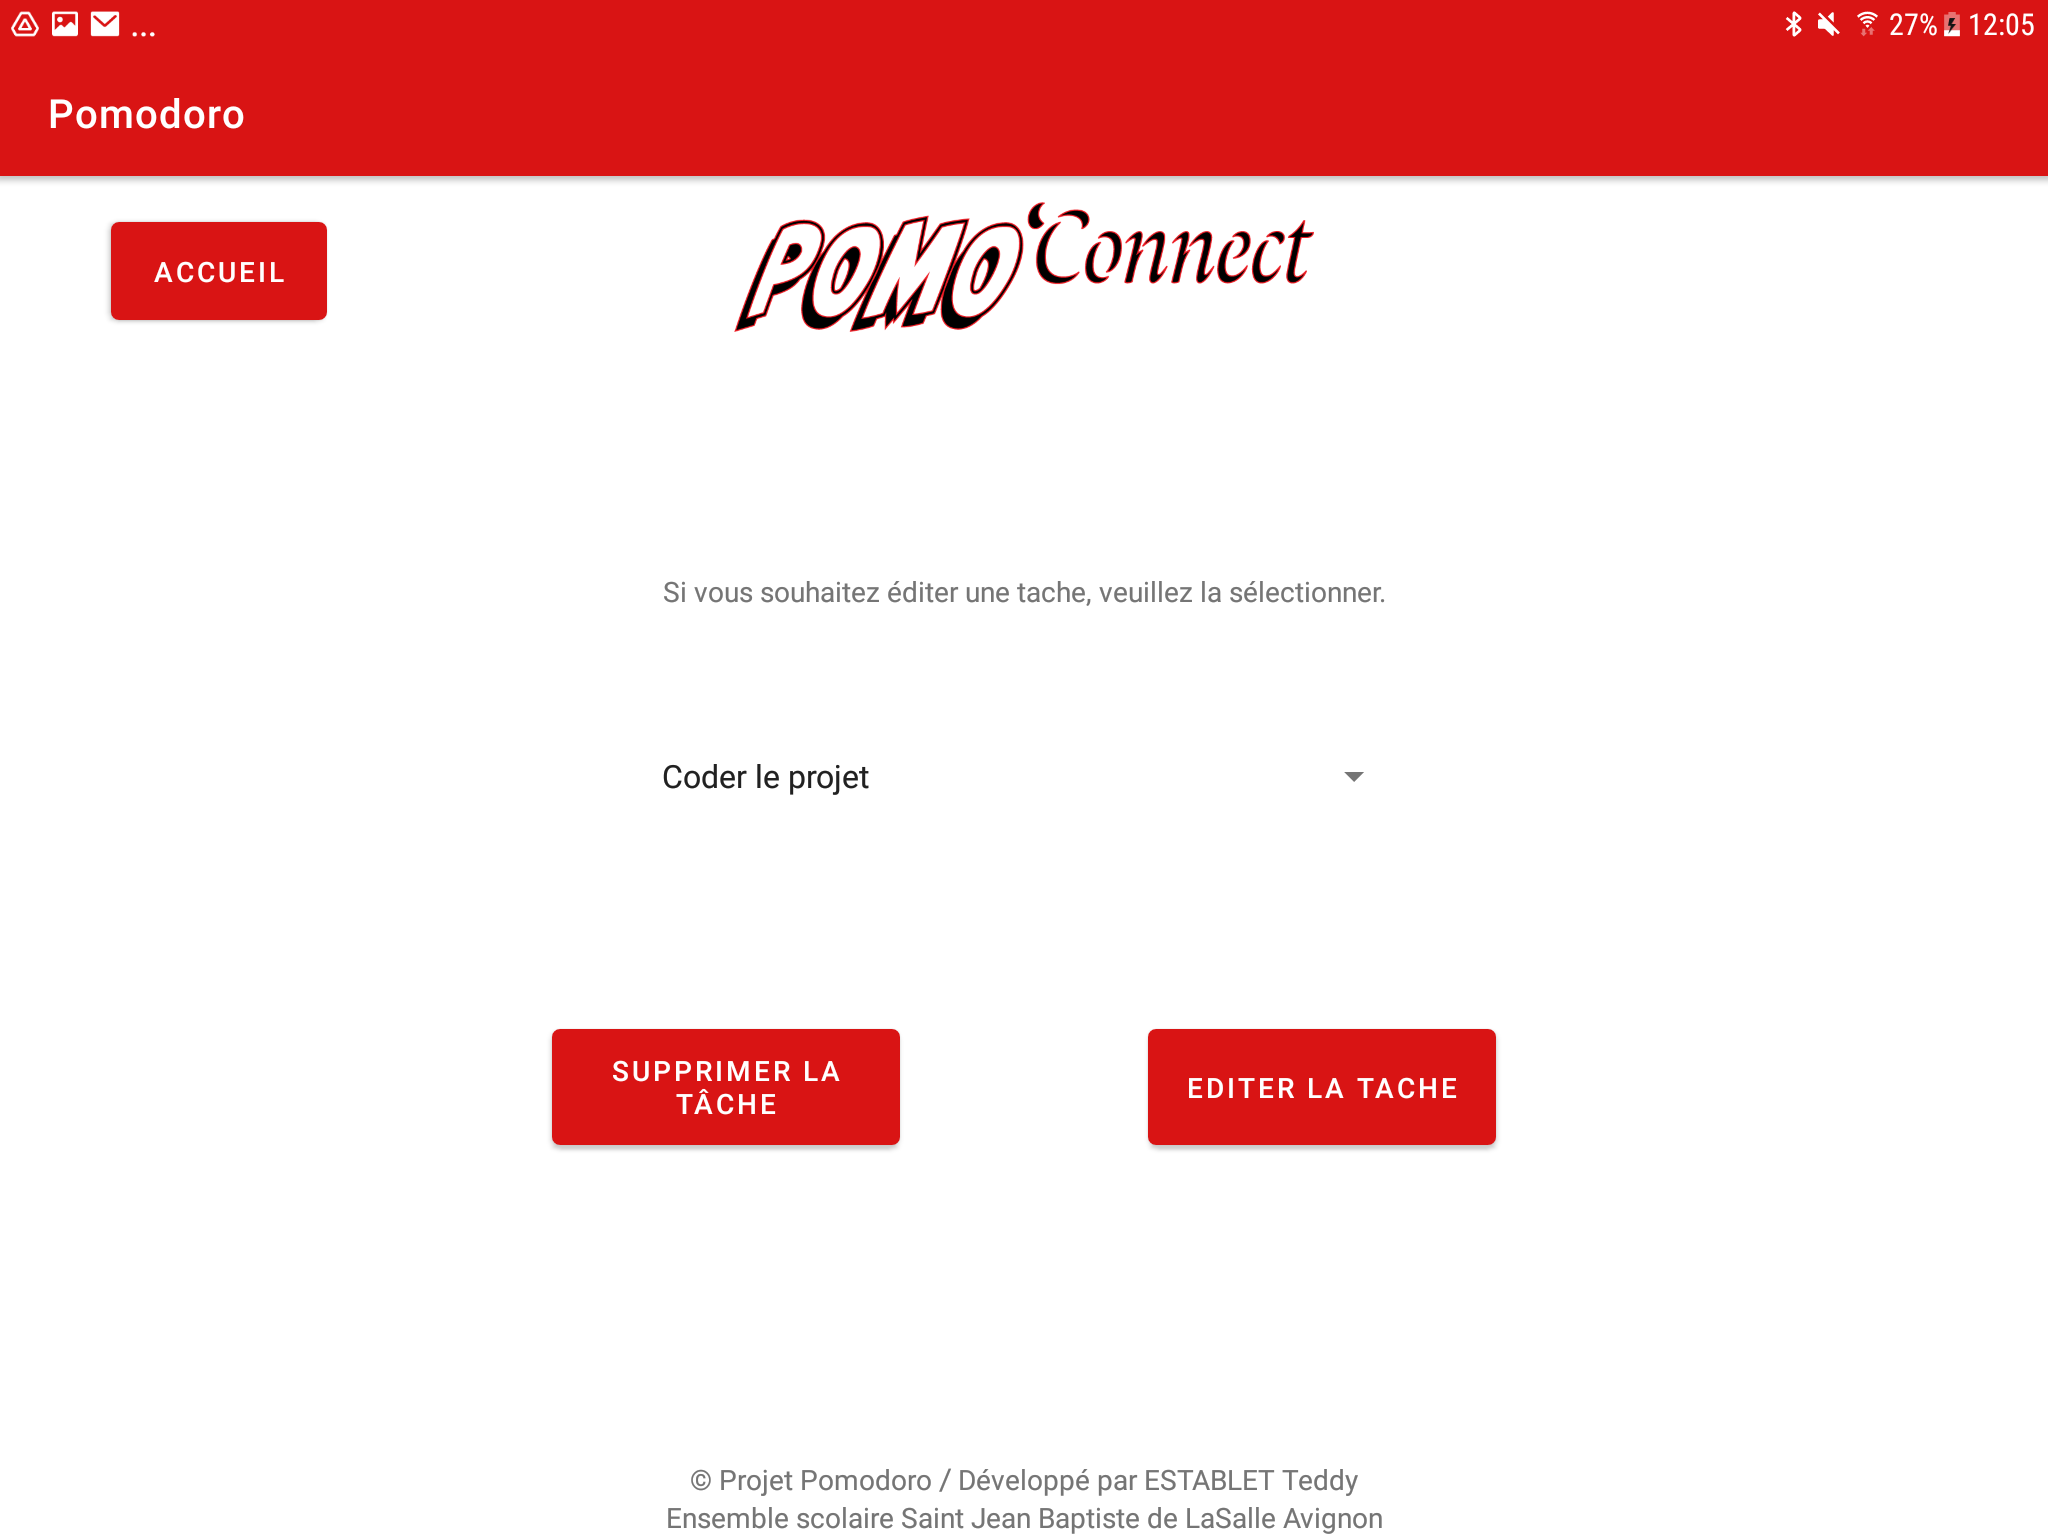 ... 27% 12:05
Pomodoro
ACCUEIL
POMO'Connect
Si vous souhaitez éditer une tache, veuillez la sélectionner.
Coder le projet
SUPPRIMER LA
TÂCHE
EDITER LA TACHE
© Projet Pomodoro / Développé par ESTABLET Teddy
Ensemble scolaire Saint Jean Baptiste de LaSalle Avignon